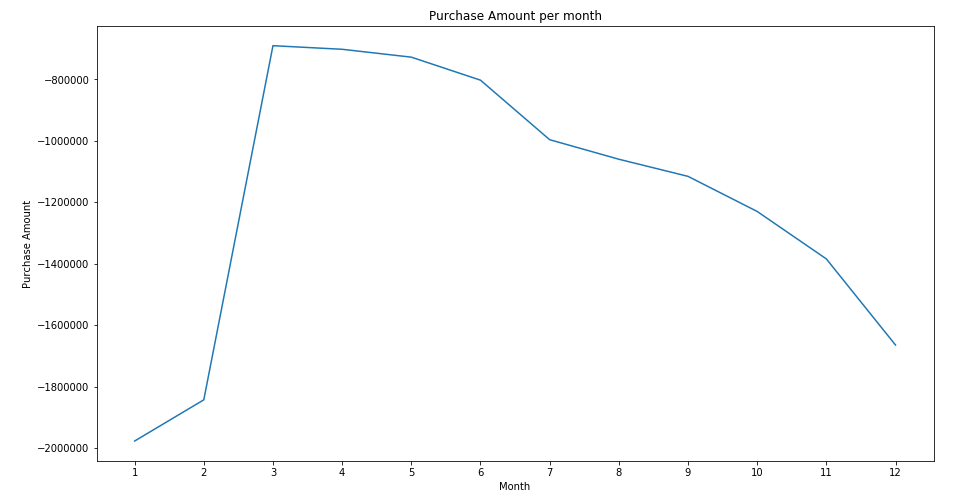 Purchase Amount per month
−800000
−1000000
−1200000
−1400000
−1600000
−1800000
−2000000
Purchase Amount
1 2 3 4 5 6 7 8 9 10 11 12
Month